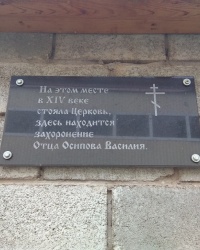 На этом месте
в XIV веке
стояла Церковь,
здесь находится
захоронение
Отца Осипова Василия.